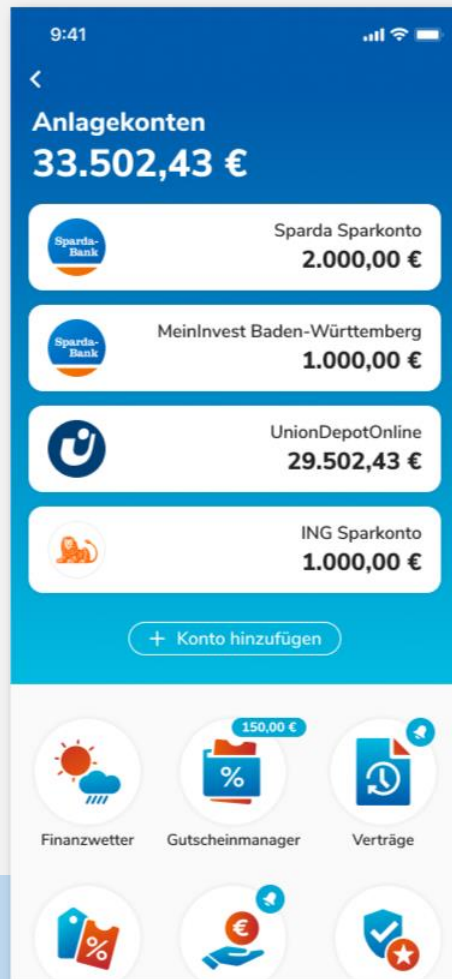 9:41
Anlagekonten
33.502,43 €
Sparda-
Bank
Sparda Sparkonto
2.000,00 €
Sparda-
Bank
MeinInvest Baden-Württemberg
1.000,00 €
UnionDepotOnline
29.502,43 €
ING Sparkonto
1.000,00 €
+ Konto hinzufügen
150,00 €
%
Finanzwetter
Gutscheinmanager
Verträge
%
€